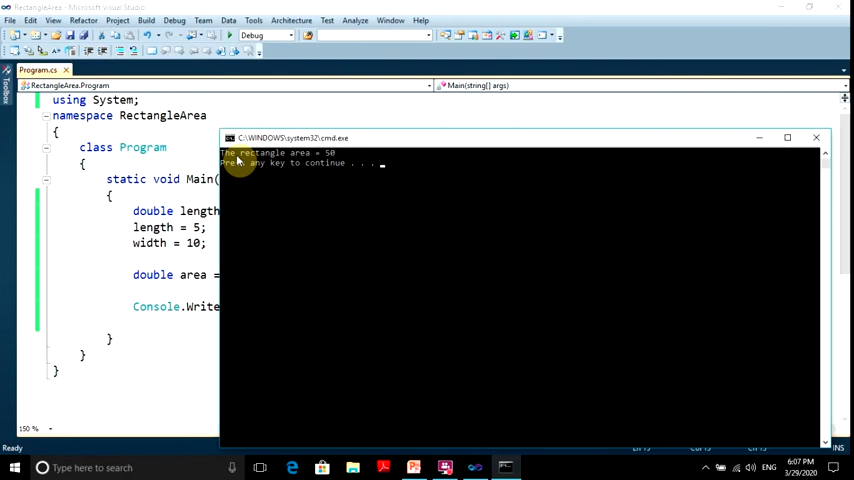 RectangleArea - Microsoft Visual Studio
File Edit View Refactor Project Build Debug Team Data Tools Architecture Test Analyze Window Help
Debug
Program.cs
RectangleArea.Program
Main(string[] args)
Toolbox
using System;
namespace RectangleArea
{
class Program
{
static void Main(
{
double length
length = 5;
width = 10;
double area =
Console.Write
}
}
}
C:\WINDOWS\system32\cmd.exe
The rectangle area = 50
Press any key to continue . . .
150 %
Ready
INS
Type here to search
ENG
6:07 PM
3/29/2020